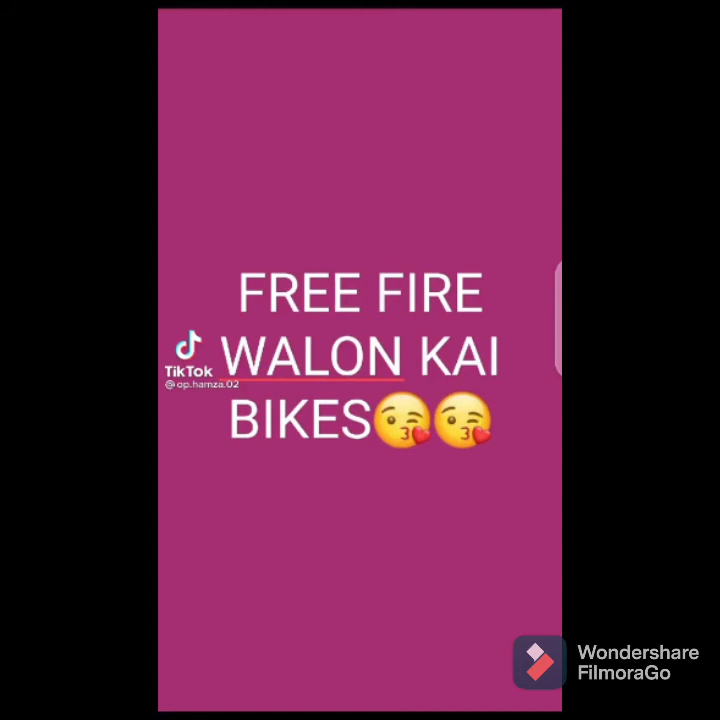 FREE FIRE
WALON KAI
BIKES😘😘
TikTok
@op.hamza.02
Wondershare
FilmoraGo